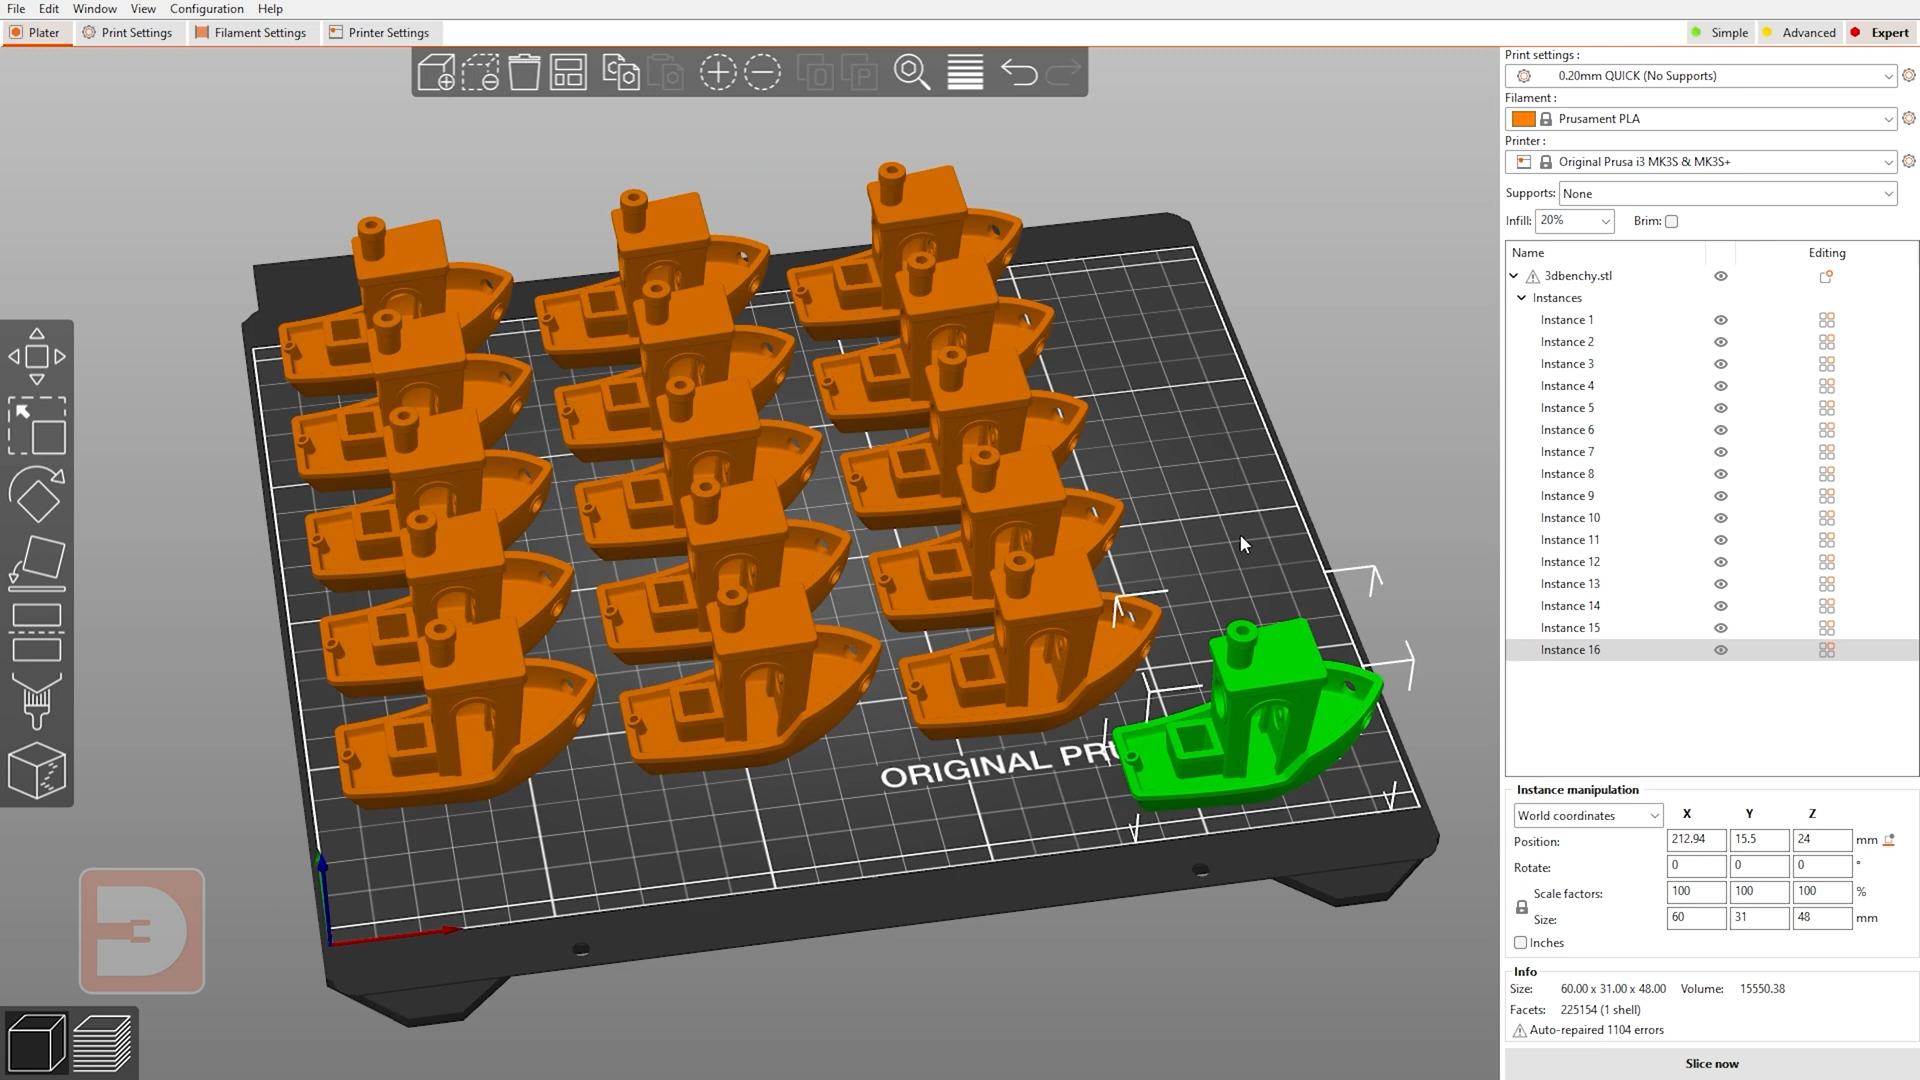 File Edit Window View Configuration Help
Plater Print Settings Filament Settings Printer Settings Simple Advanced Expert
Print settings :
0.20mm QUICK (No Supports)
Filament :
Prusament PLA
Printer :
Original Prusa i3 MK3S & MK3S+
Supports: None
Infill: 20% Brim:
Name Editing
3dbenchy.stl
Instances
Instance 1
Instance 2
Instance 3
Instance 4
Instance 5
Instance 6
Instance 7
Instance 8
Instance 9
Instance 10
Instance 11
Instance 12
Instance 13
Instance 14
Instance 15
Instance 16
ORIGINAL PRU
Instance manipulation
World coordinates X Y Z
Position: 212.94 15.5 24 mm
Rotate: 0 0 0 °
Scale factors: 100 100 100 %
Size: 60 31 48 mm
Inches
Info
Size: 60.00 x 31.00 x 48.00 Volume: 15550.38
Facets: 225154 (1 shell)
Auto-repaired 1104 errors
Slice now